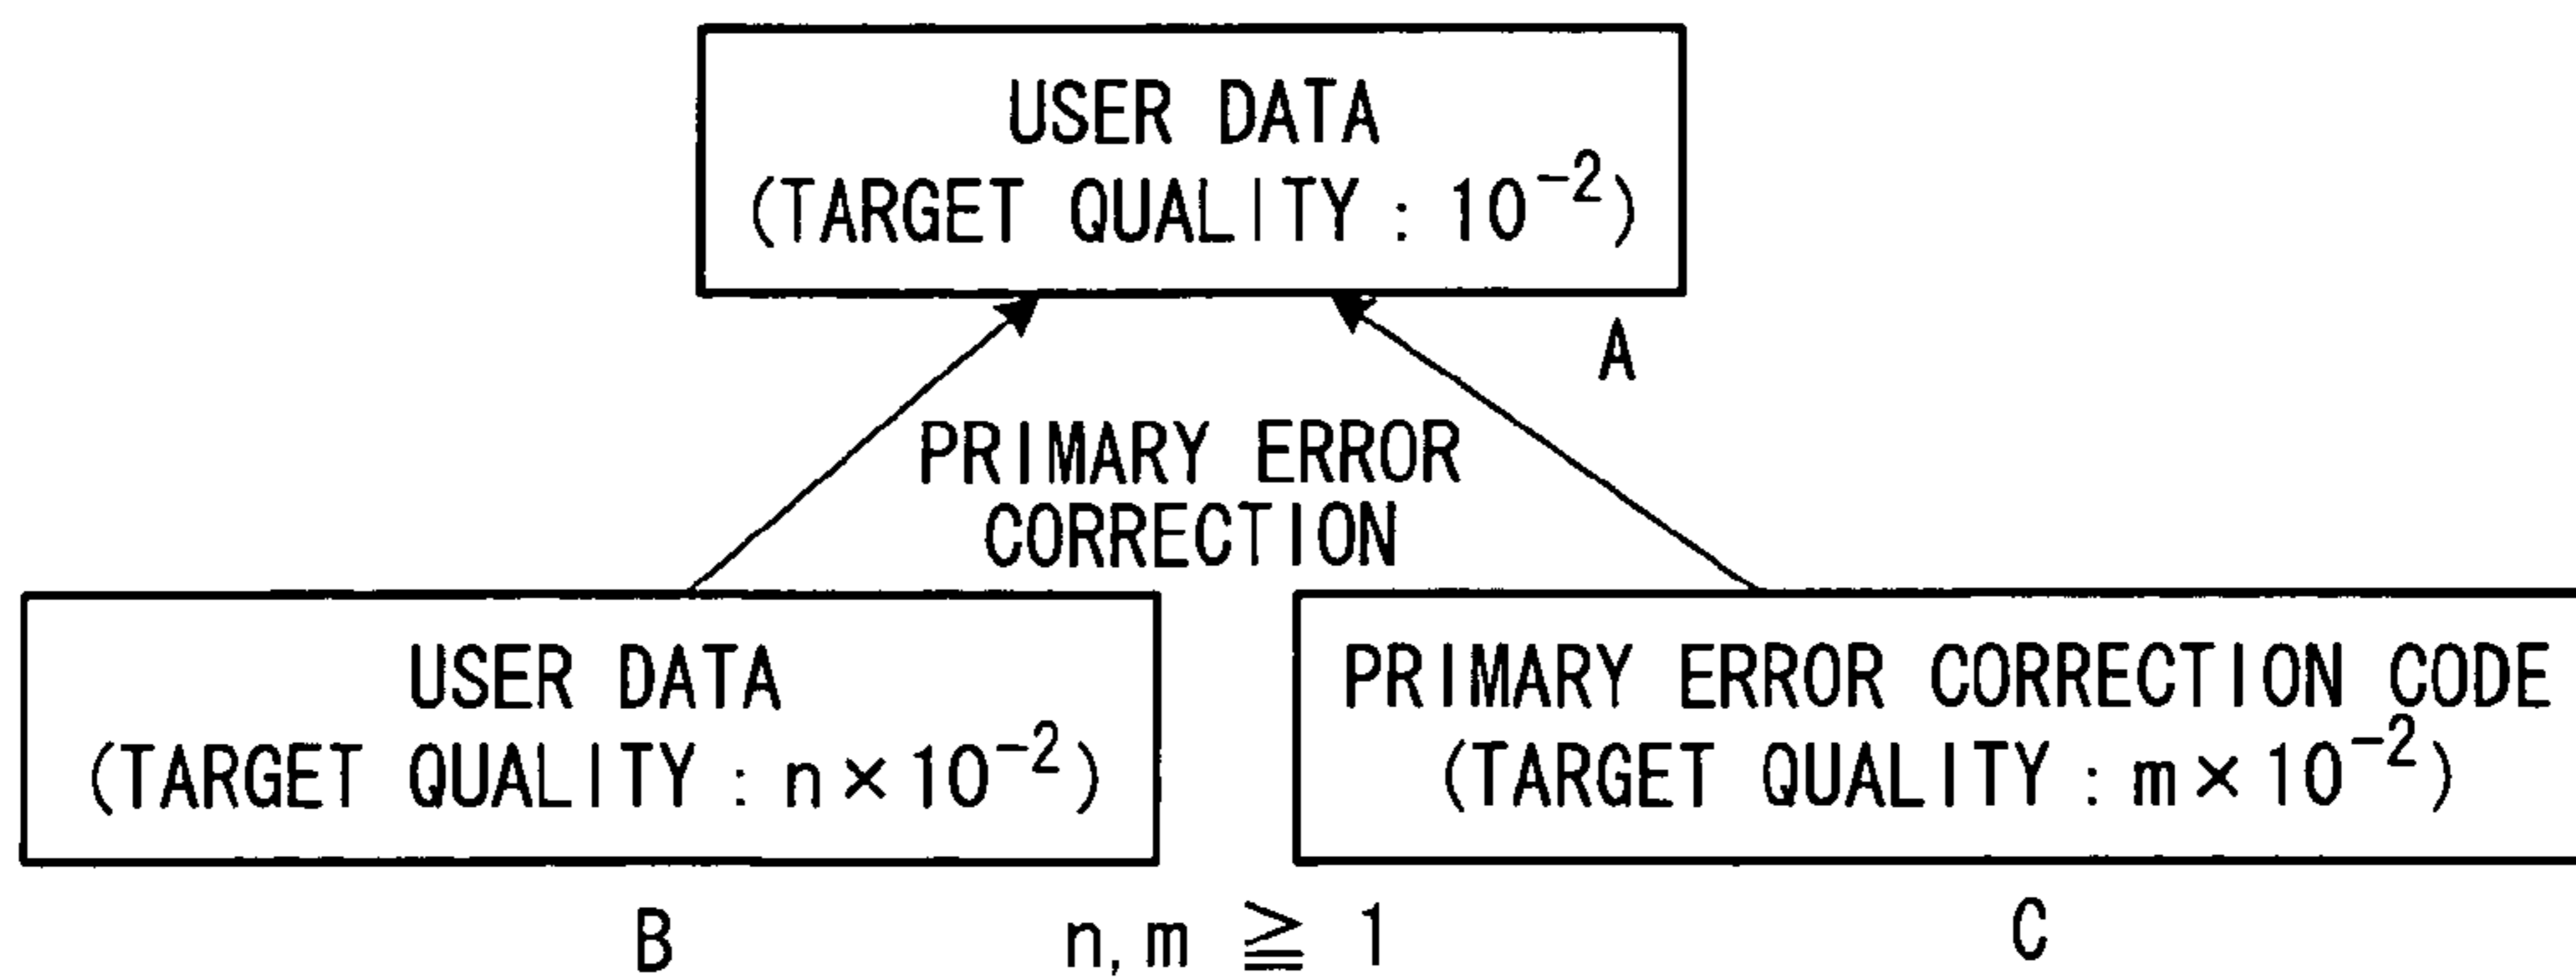 USER DATA
(TARGET QUALITY : 10⁻²)
A
PRIMARY ERROR
CORRECTION
USER DATA
(TARGET QUALITY : n×10⁻²)
PRIMARY ERROR CORRECTION CODE
(TARGET QUALITY : m×10⁻²)
B
n, m ≧ 1
C